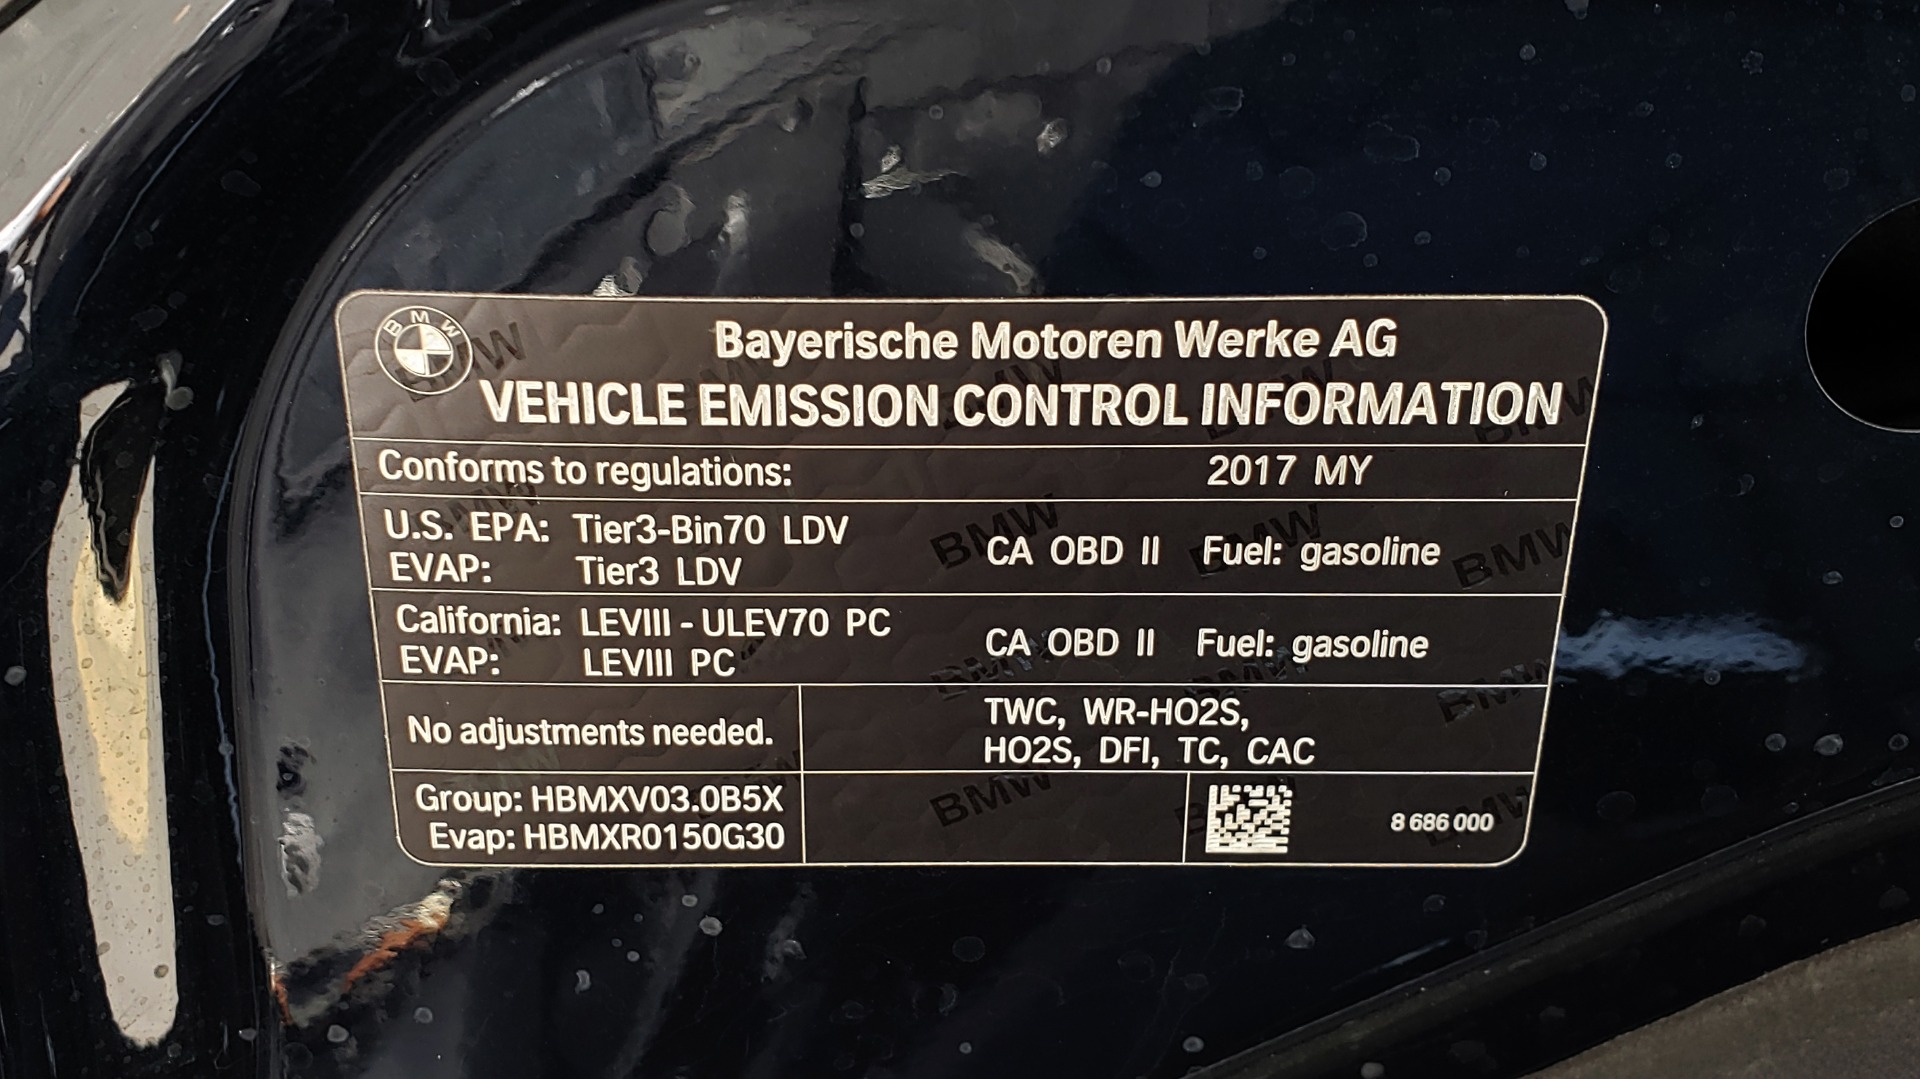 BMW
Bayerische Motoren Werke AG
VEHICLE EMISSION CONTROL INFORMATION
Conforms to regulations: 2017 MY
U.S. EPA: Tier3-Bin70 LDV
EVAP: Tier3 LDV
CA OBD II Fuel: gasoline
California: LEVIII - ULEV70 PC
EVAP: LEVIII PC
CA OBD II Fuel: gasoline
No adjustments needed.
TWC, WR-HO2S,
HO2S, DFI, TC, CAC
Group: HBMXV03.0B5X
Evap: HBMXR0150G30
8 686 000